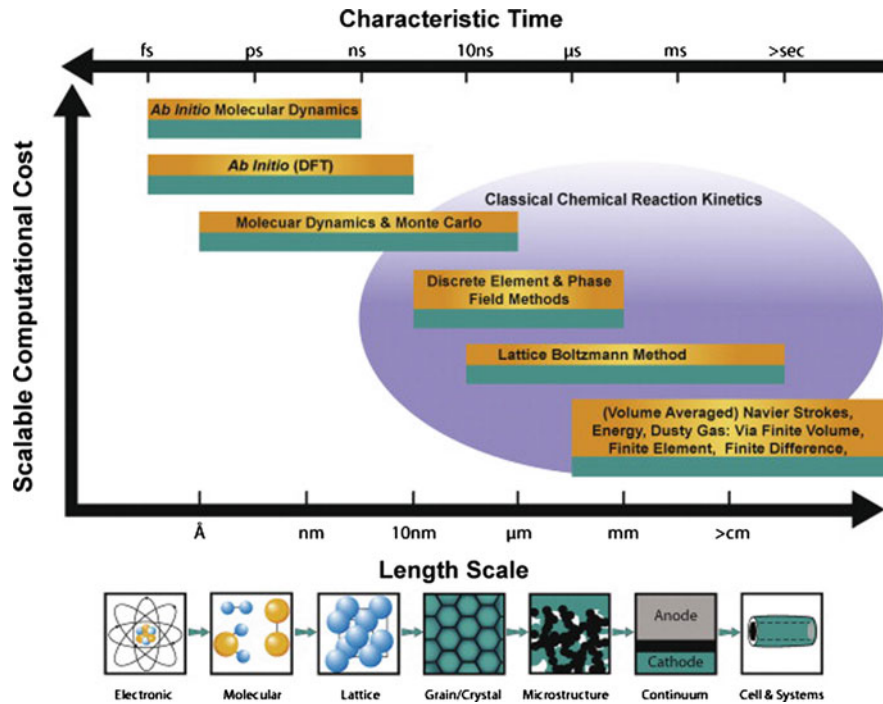 Characteristic Time
fs ps ns 10ns µs ms >sec
Scalable Computational Cost
Ab Initio Molecular Dynamics
Ab Initio (DFT)
Classical Chemical Reaction Kinetics
Molecuar Dynamics & Monte Carlo
Discrete Element & Phase
Field Methods
Lattice Boltzmann Method
(Volume Averaged) Navier Strokes,
Energy, Dusty Gas: Via Finite Volume,
Finite Element, Finite Difference,
Å nm 10nm µm mm >cm
Length Scale
Anode
Cathode
Electronic Molecular Lattice Grain/Crystal Microstructure Continuum Cell & Systems